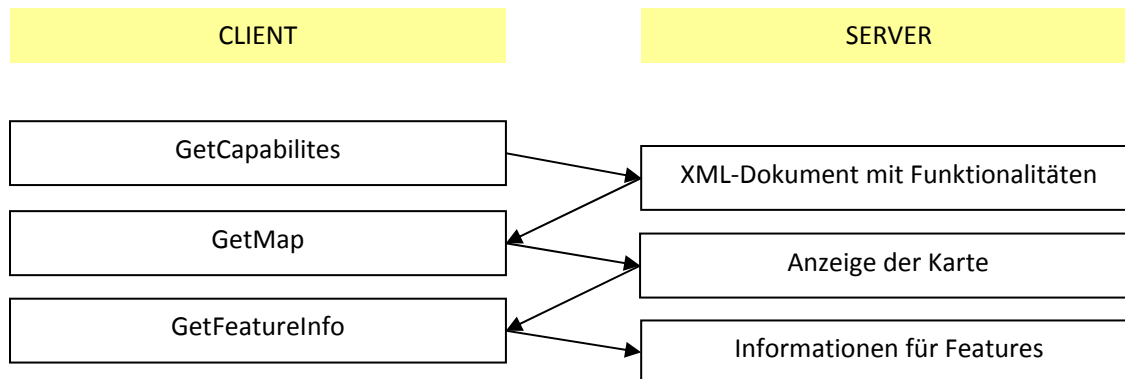 CLIENT
SERVER
GetCapabilites
XML-Dokument mit Funktionalitäten
GetMap
Anzeige der Karte
GetFeatureInfo
Informationen für Features